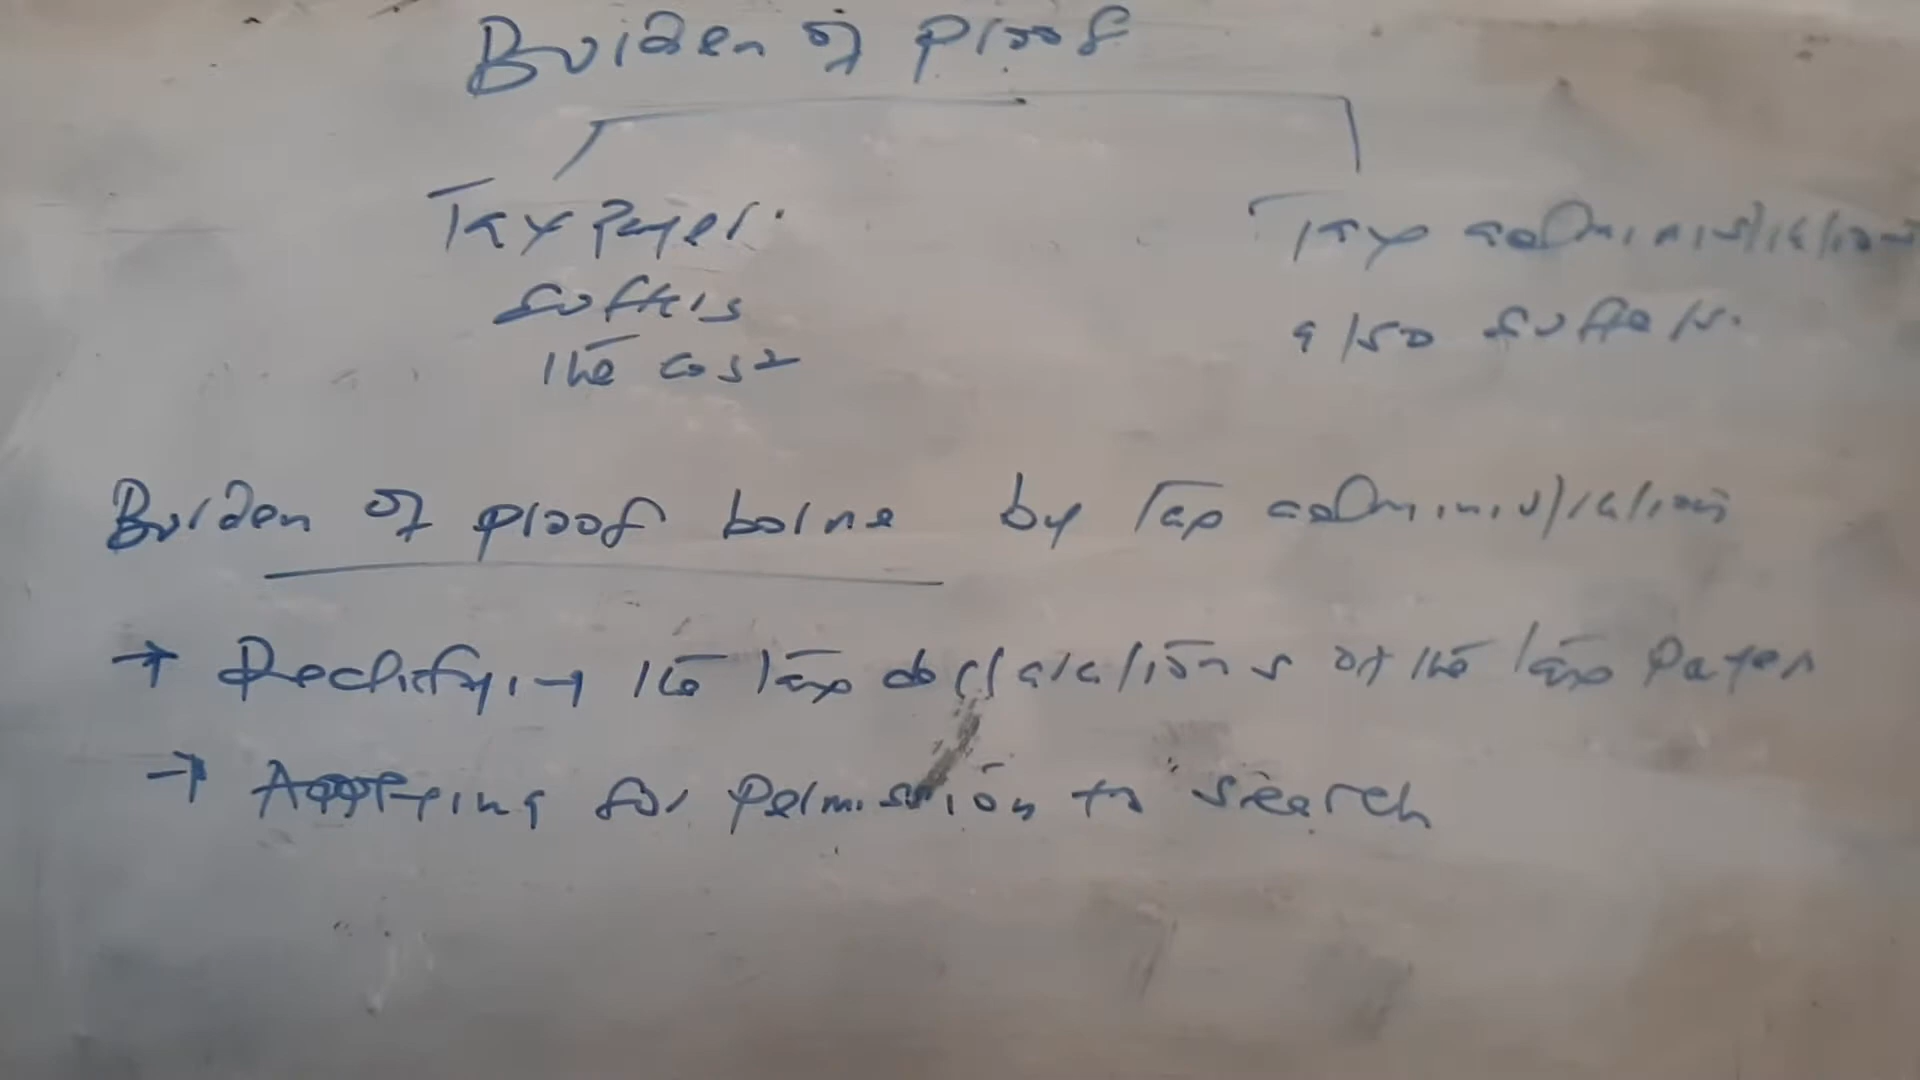 Burden of proof
Tax Payer. Tax administration
suffers also suffers.
the cost
Burden of proof borne by Tax administration
→ Rectifying the tax declarations of the tax payer
→ Applying for permission to search